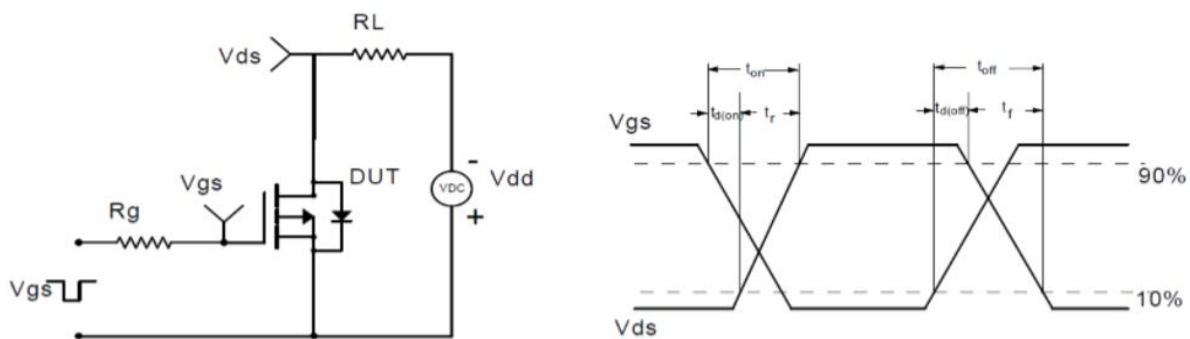 RL
Vds
Vgs
DUT
Rg
VDC
-
+
Vdd
Vgs
ton
toff
td(on)
tr
td(off)
tf
Vgs
90%
10%
Vds